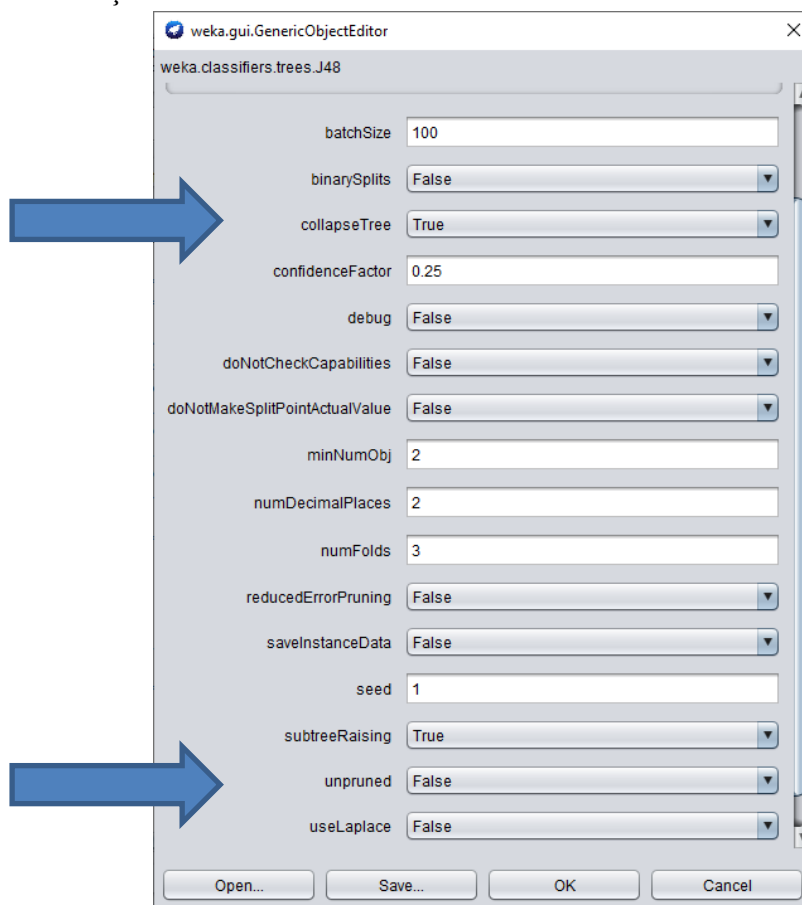 weka.gui.GenericObjectEditor
weka.classifiers.trees.J48
batchSize 100
binarySplits False
collapseTree True
confidenceFactor 0.25
debug False
doNotCheckCapabilities False
doNotMakeSplitPointActualValue False
minNumObj 2
numDecimalPlaces 2
numFolds 3
reducedErrorPruning False
saveInstanceData False
seed 1
subtreeRaising True
unpruned False
useLaplace False
Open... Save... OK Cancel